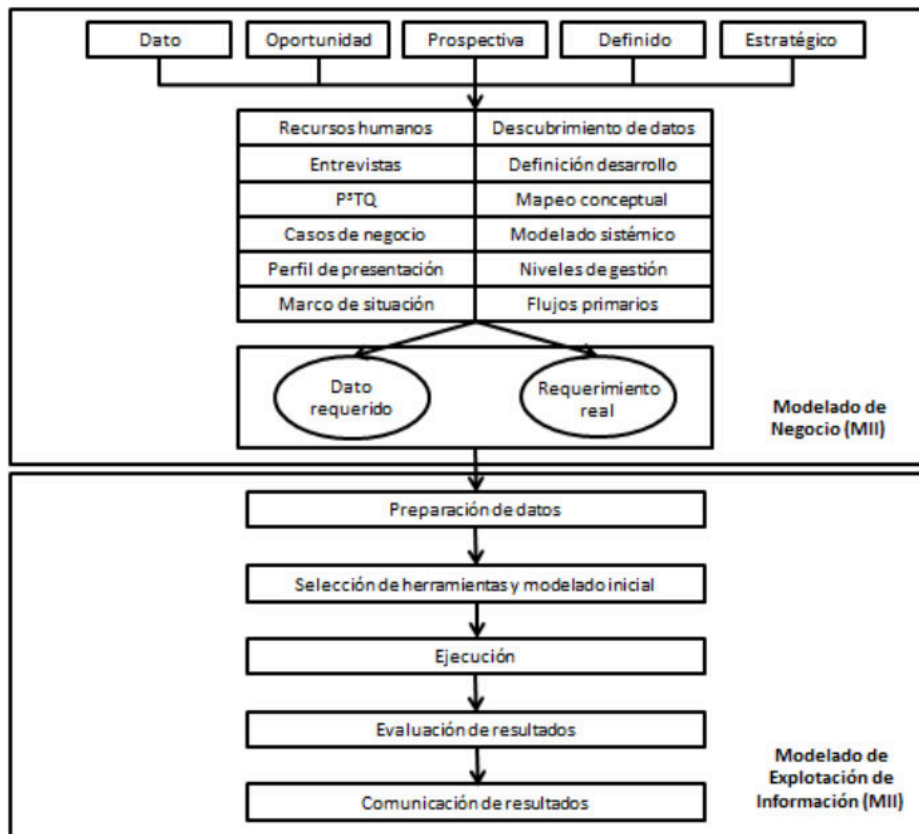 Dato
Oportunidad
Prospectiva
Definido
Estratégico
Recursos humanos
Descubrimiento de datos
Entrevistas
Definición desarrollo
P³TQ
Mapeo conceptual
Casos de negocio
Modelado sistémico
Perfil de presentación
Niveles de gestión
Marco de situación
Flujos primarios
Dato
requerido
Requerimiento
real
Modelado de
Negocio (MII)
Preparación de datos
Selección de herramientas y modelado inicial
Ejecución
Evaluación de resultados
Comunicación de resultados
Modelado de
Explotación de
Información (MII)